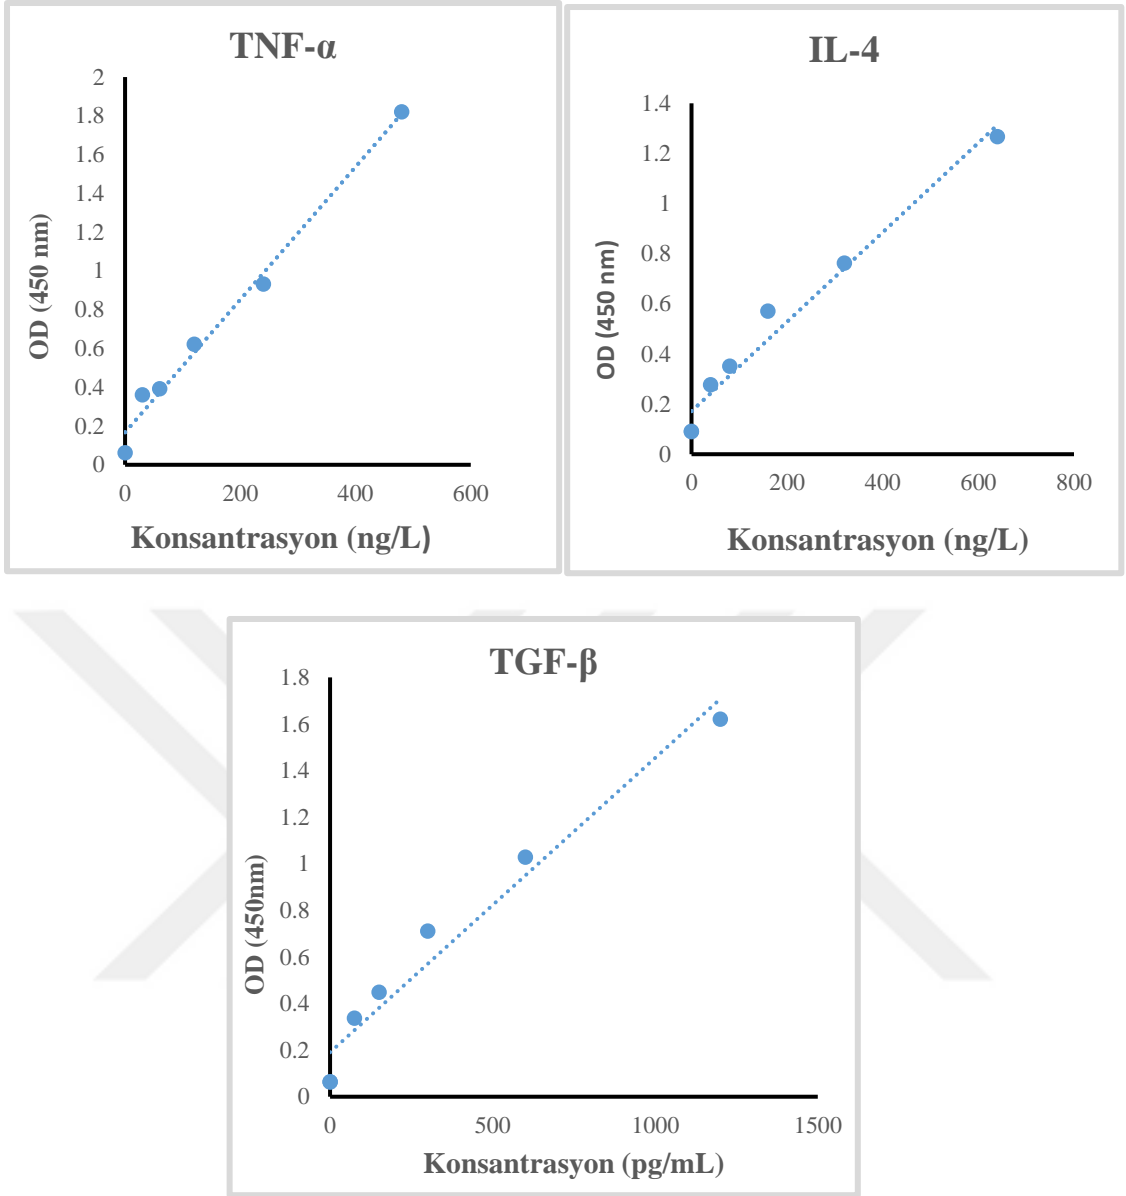 TNF-α
2
1.8
1.6
1.4
1.2
1
0.8
0.6
0.4
0.2
0
OD (450 nm)
0 200 400 600
Konsantrasyon (ng/L)
IL-4
1.4
1.2
1
0.8
0.6
0.4
0.2
0
OD (450 nm)
0 200 400 600 800
Konsantrasyon (ng/L)
TGF-β
1.8
1.6
1.4
1.2
1
0.8
0.6
0.4
0.2
0
OD (450nm)
0 500 1000 1500
Konsantrasyon (pg/mL)